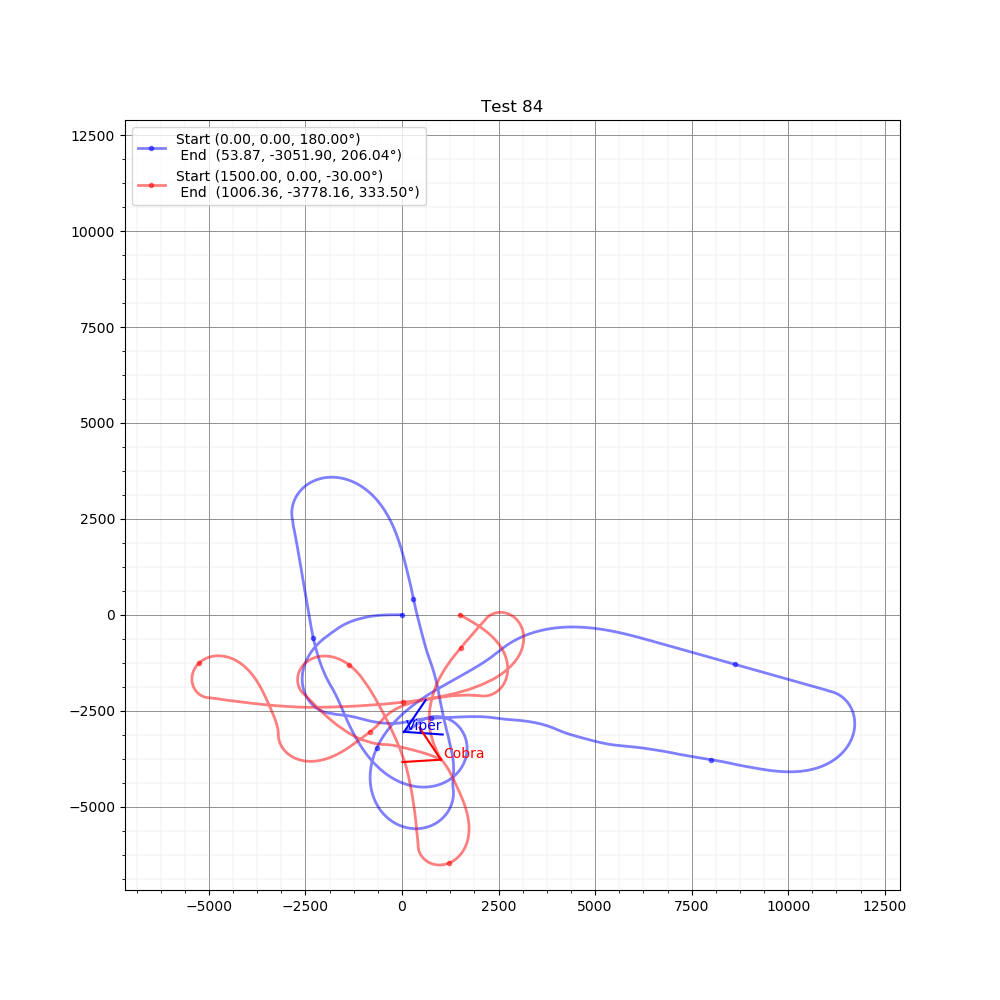 Test 84
Start (0.00, 0.00, 180.00°)
End (53.87, -3051.90, 206.04°)
Start (1500.00, 0.00, -30.00°)
End (1006.36, -3778.16, 333.50°)
12500
10000
7500
5000
2500
0
−2500
−5000
Viper
Cobra
−5000 −2500 0 2500 5000 7500 10000 12500